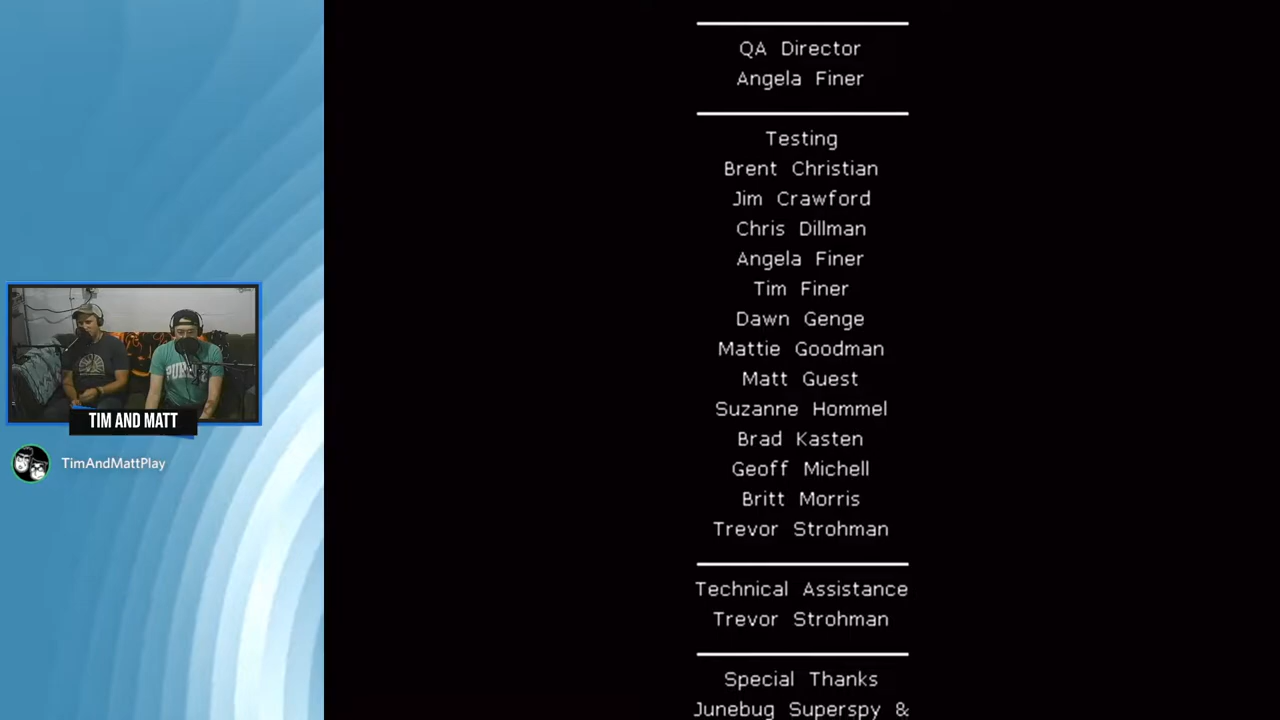 QA Director
Angela Finer
Testing
Brent Christian
Jim Crawford
Chris Dillman
Angela Finer
Tim Finer
Dawn Genge
Mattie Goodman
Matt Guest
Suzanne Hommel
Brad Kasten
Geoff Michell
Britt Morris
Trevor Strohman
Technical Assistance
Trevor Strohman
Special Thanks
Junebug Superspy &
TIM AND MATT
TimAndMattPlay